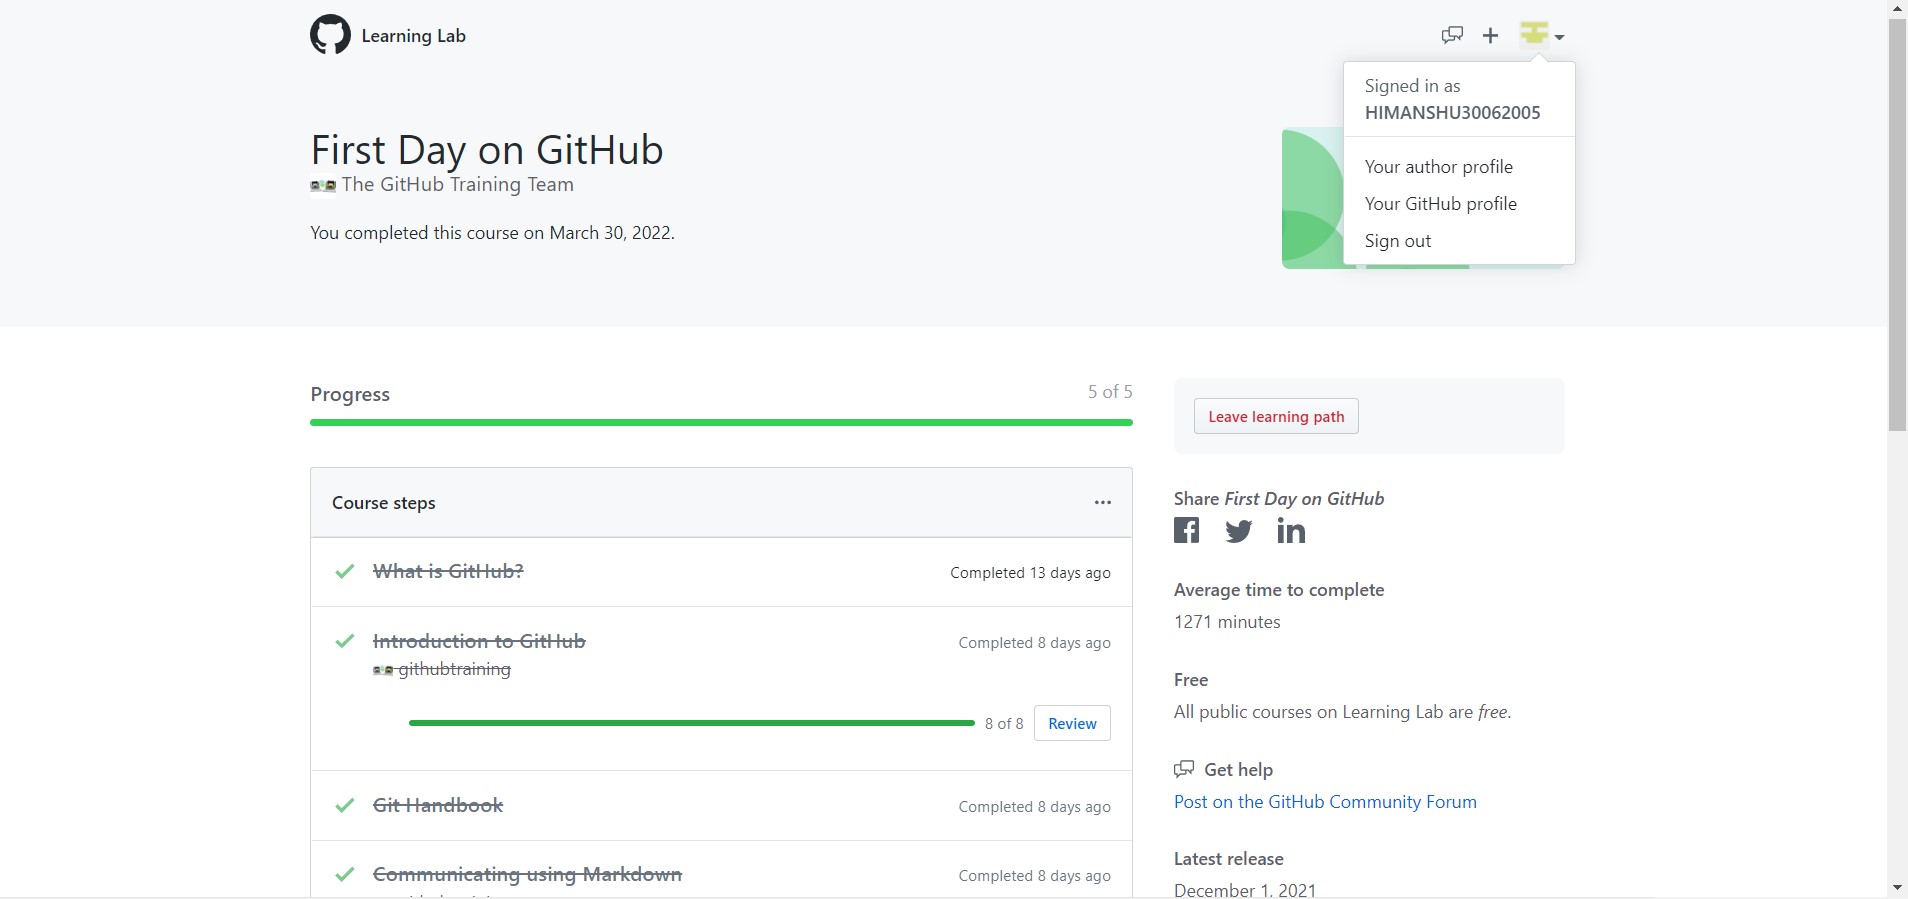 Learning Lab
Signed in as
HIMANSHU30062005
Your author profile
Your GitHub profile
Sign out
First Day on GitHub
The GitHub Training Team
You completed this course on March 30, 2022.
Progress
5 of 5
Course steps
What is GitHub?
Completed 13 days ago
Introduction to GitHub
Completed 8 days ago
githubtraining
8 of 8
Review
Git Handbook
Completed 8 days ago
Communicating using Markdown
Completed 8 days ago
Leave learning path
Share First Day on GitHub
Average time to complete
1271 minutes
Free
All public courses on Learning Lab are free.
Get help
Post on the GitHub Community Forum
Latest release
December 1, 2021